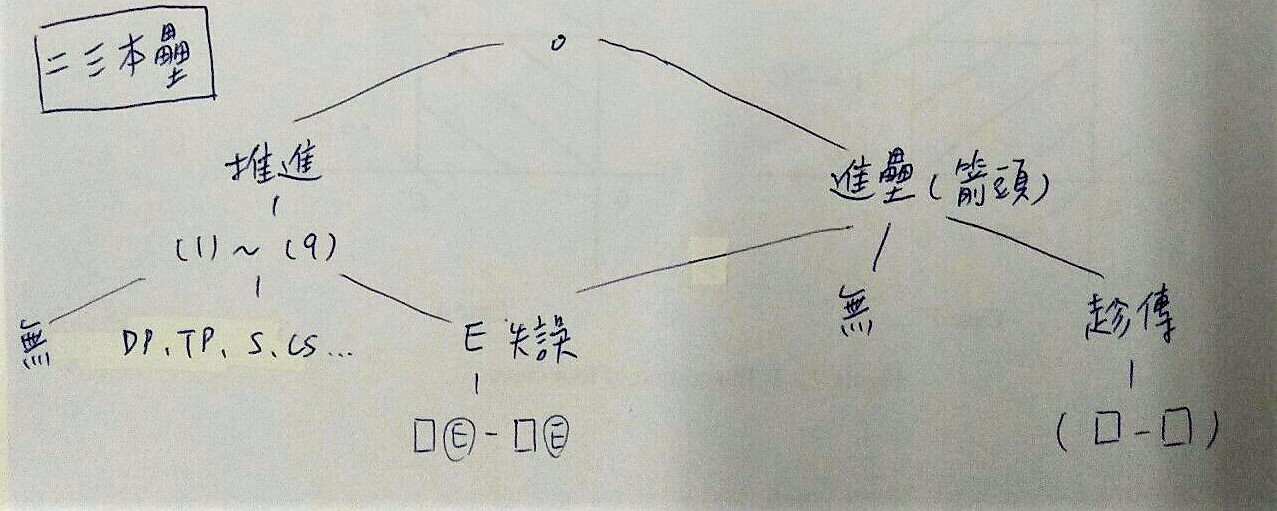 二三本壘
o
推進
進壘(箭頭)
(1)~(9)
無
DP、TP、S、CS...
E 失誤
無
趁傳
□Ⓔ-□Ⓔ
(□-□)